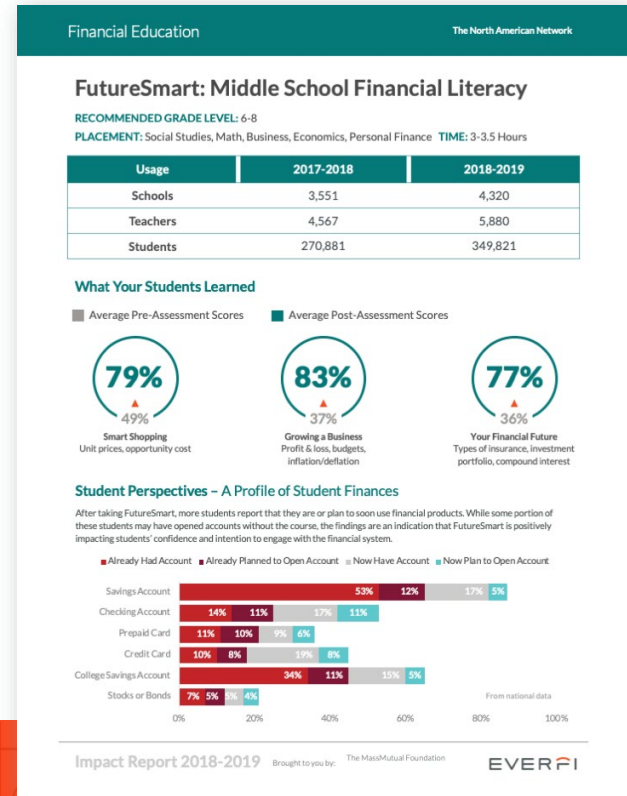 Financial Education
The North American Network
FutureSmart: Middle School Financial Literacy
RECOMMENDED GRADE LEVEL: 6-8
PLACEMENT: Social Studies, Math, Business, Economics, Personal Finance TIME: 3-3.5 Hours
Usage 2017-2018 2018-2019
Schools 3,551 4,320
Teachers 4,567 5,880
Students 270,881 349,821
What Your Students Learned
Average Pre-Assessment Scores Average Post-Assessment Scores
79% 83% 77%
49% 37% 36%
Smart Shopping Growing a Business Your Financial Future
Unit prices, opportunity cost Profit & loss, budgets, Types of insurance, investment
inflation/deflation portfolio, compound interest
Student Perspectives – A Profile of Student Finances
After taking FutureSmart, more students report that they are or plan to soon use financial products. While some portion of
these students may have opened accounts without the course, the findings are an indication that FutureSmart is positively
impacting students' confidence and intention to engage with the financial system.
Already Had Account Already Planned to Open Account Now Have Account Now Plan to Open Account
Savings Account 53% 12% 17% 5%
Checking Account 14% 11% 17% 11%
Prepaid Card 11% 10% 9% 6%
Credit Card 10% 8% 19% 8%
College Savings Account 34% 11% 15% 5%
Stocks or Bonds 7% 5% 5% 4% From national data
0% 20% 40% 60% 80% 100%
Impact Report 2018-2019 Brought to you by: The MassMutual Foundation EVERFI